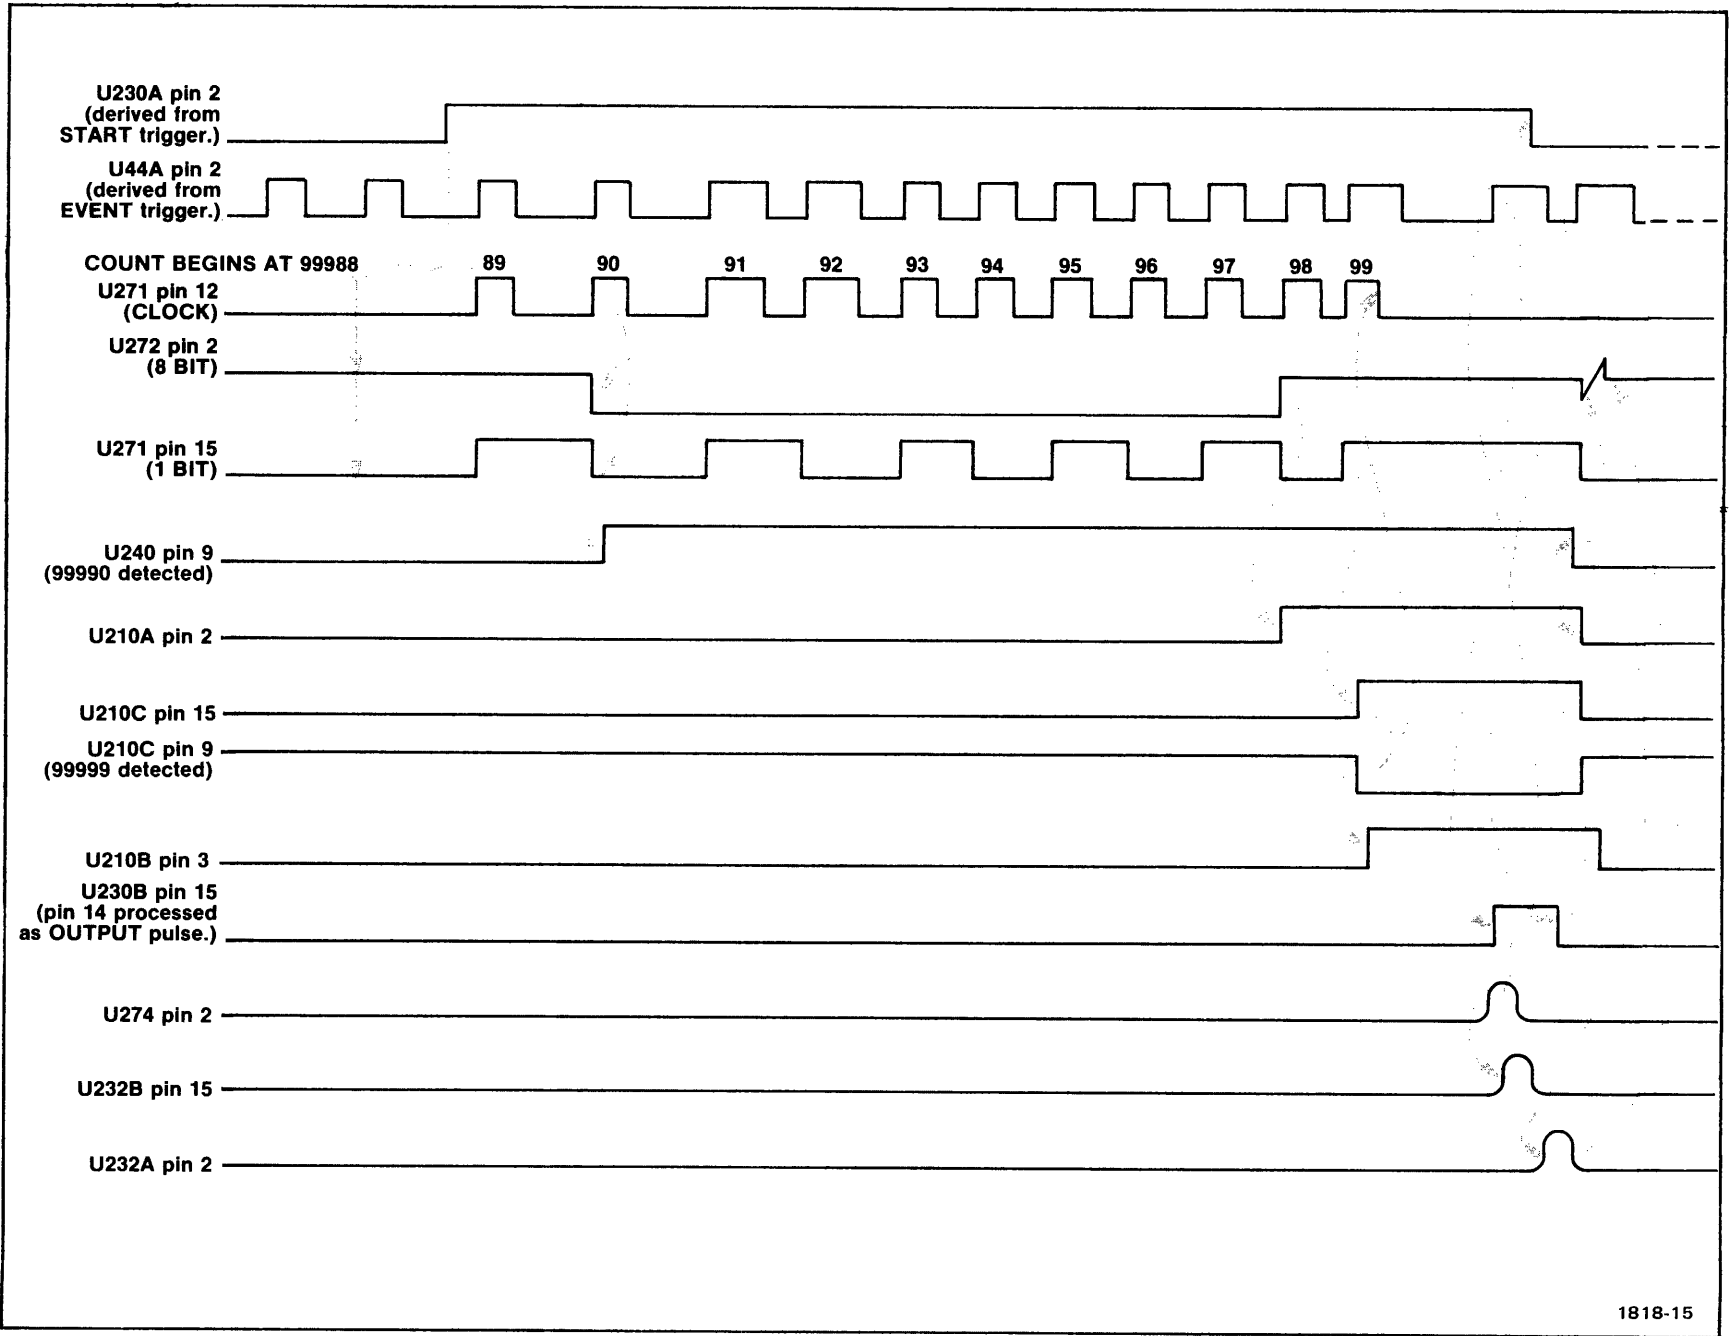 U230A pin 2
(derived from
START trigger.)
U44A pin 2
(derived from
EVENT trigger.)
COUNT BEGINS AT 99988
89 90 91 92 93 94 95 96 97 98 99
U271 pin 12
(CLOCK)
U272 pin 2
(8 BIT)
U271 pin 15
(1 BIT)
U240 pin 9
(99990 detected)
U210A pin 2
U210C pin 15
U210C pin 9
(99999 detected)
U210B pin 3
U230B pin 15
(pin 14 processed
as OUTPUT pulse.)
U274 pin 2
U232B pin 15
U232A pin 2
1818-15